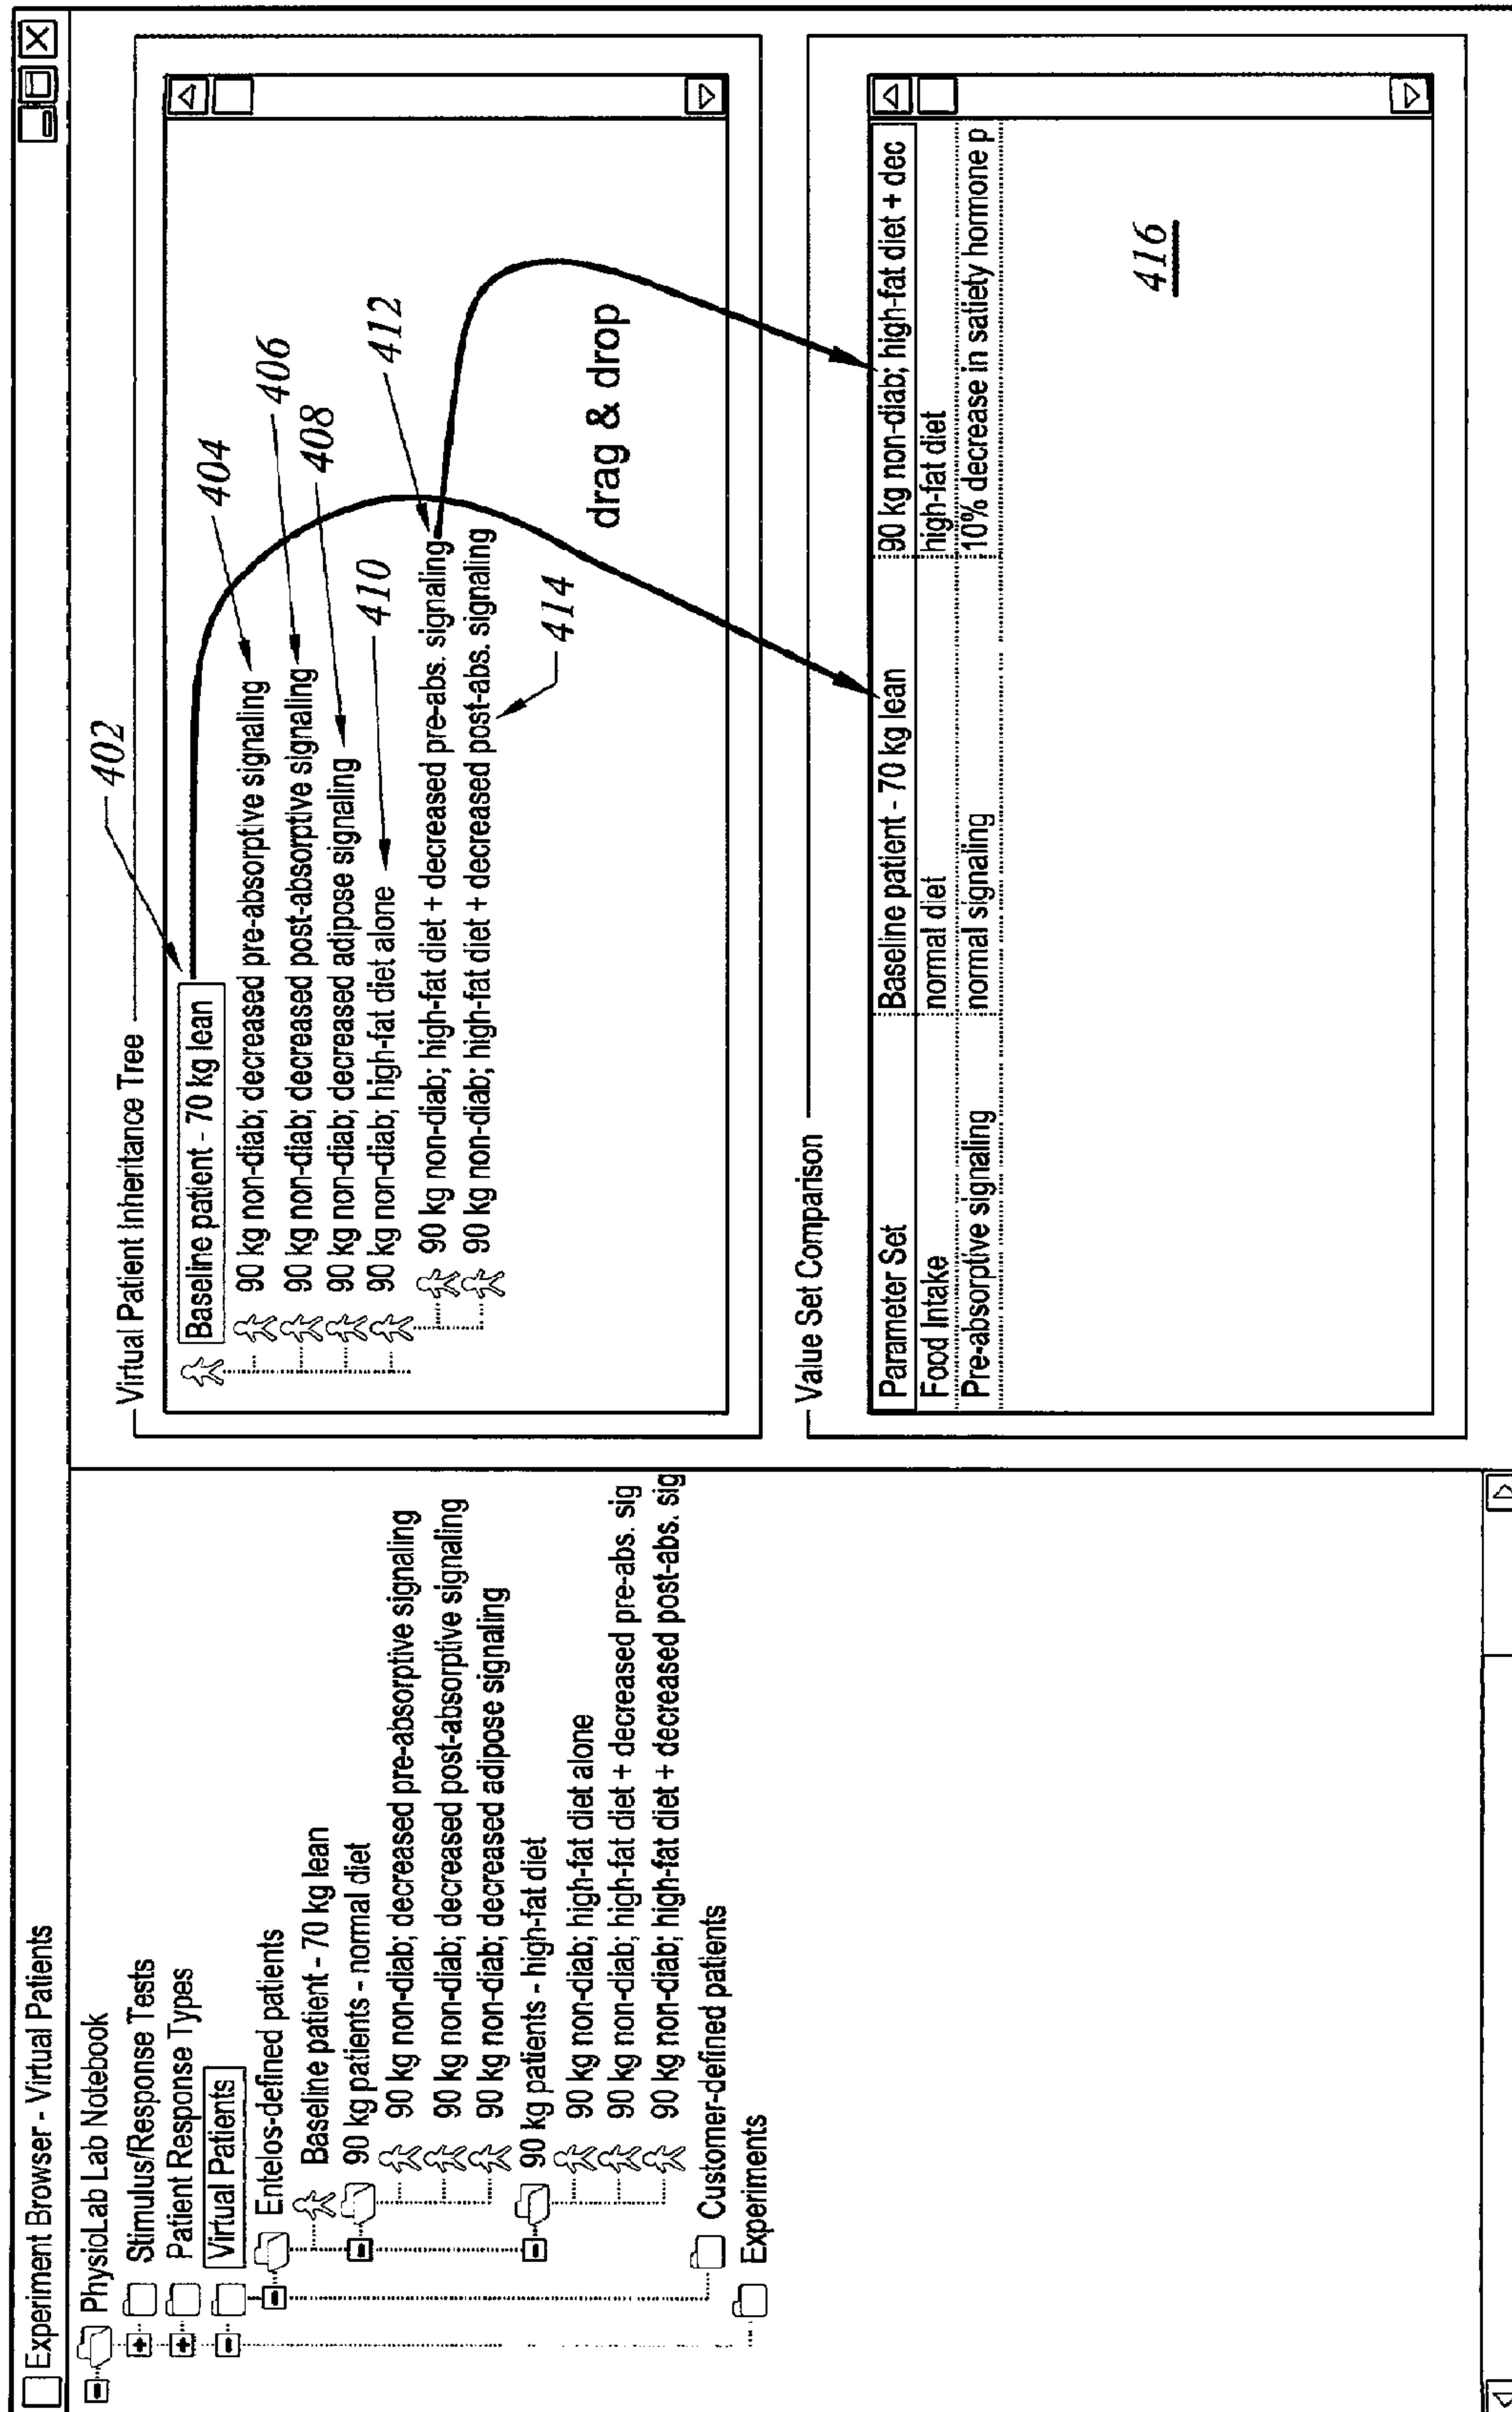 Experiment Browser - Virtual Patients
PhysioLab Lab Notebook
Stimulus/Response Tests
Patient Response Types
Virtual Patients
Entelos-defined patients
Baseline patient - 70 kg lean
90 kg patients - normal diet
90 kg non-diab; decreased pre-absorptive signaling
90 kg non-diab; decreased post-absorptive signaling
90 kg non-diab; decreased adipose signaling
90 kg patients - high-fat diet
90 kg non-diab; high-fat diet alone
90 kg non-diab; high-fat diet + decreased pre-abs. sig
90 kg non-diab; high-fat diet + decreased post-abs. sig
Customer-defined patients
Experiments
Virtual Patient Inheritance Tree
402
Baseline patient - 70 kg lean
90 kg non-diab; decreased pre-absorptive signaling
404
90 kg non-diab; decreased post-absorptive signaling
406
90 kg non-diab; decreased adipose signaling
408
90 kg non-diab; high-fat diet alone
410
90 kg non-diab; high-fat diet + decreased pre-abs. signaling
412
90 kg non-diab; high-fat diet + decreased post-abs. signaling
414
drag & drop
Value Set Comparison
Parameter Set Baseline patient - 70 kg lean 90 kg non-diab; high-fat diet + dec
Food Intake normal diet high-fat diet
Pre-absorptive signaling normal signaling 10% decrease in satiety hormone p
416